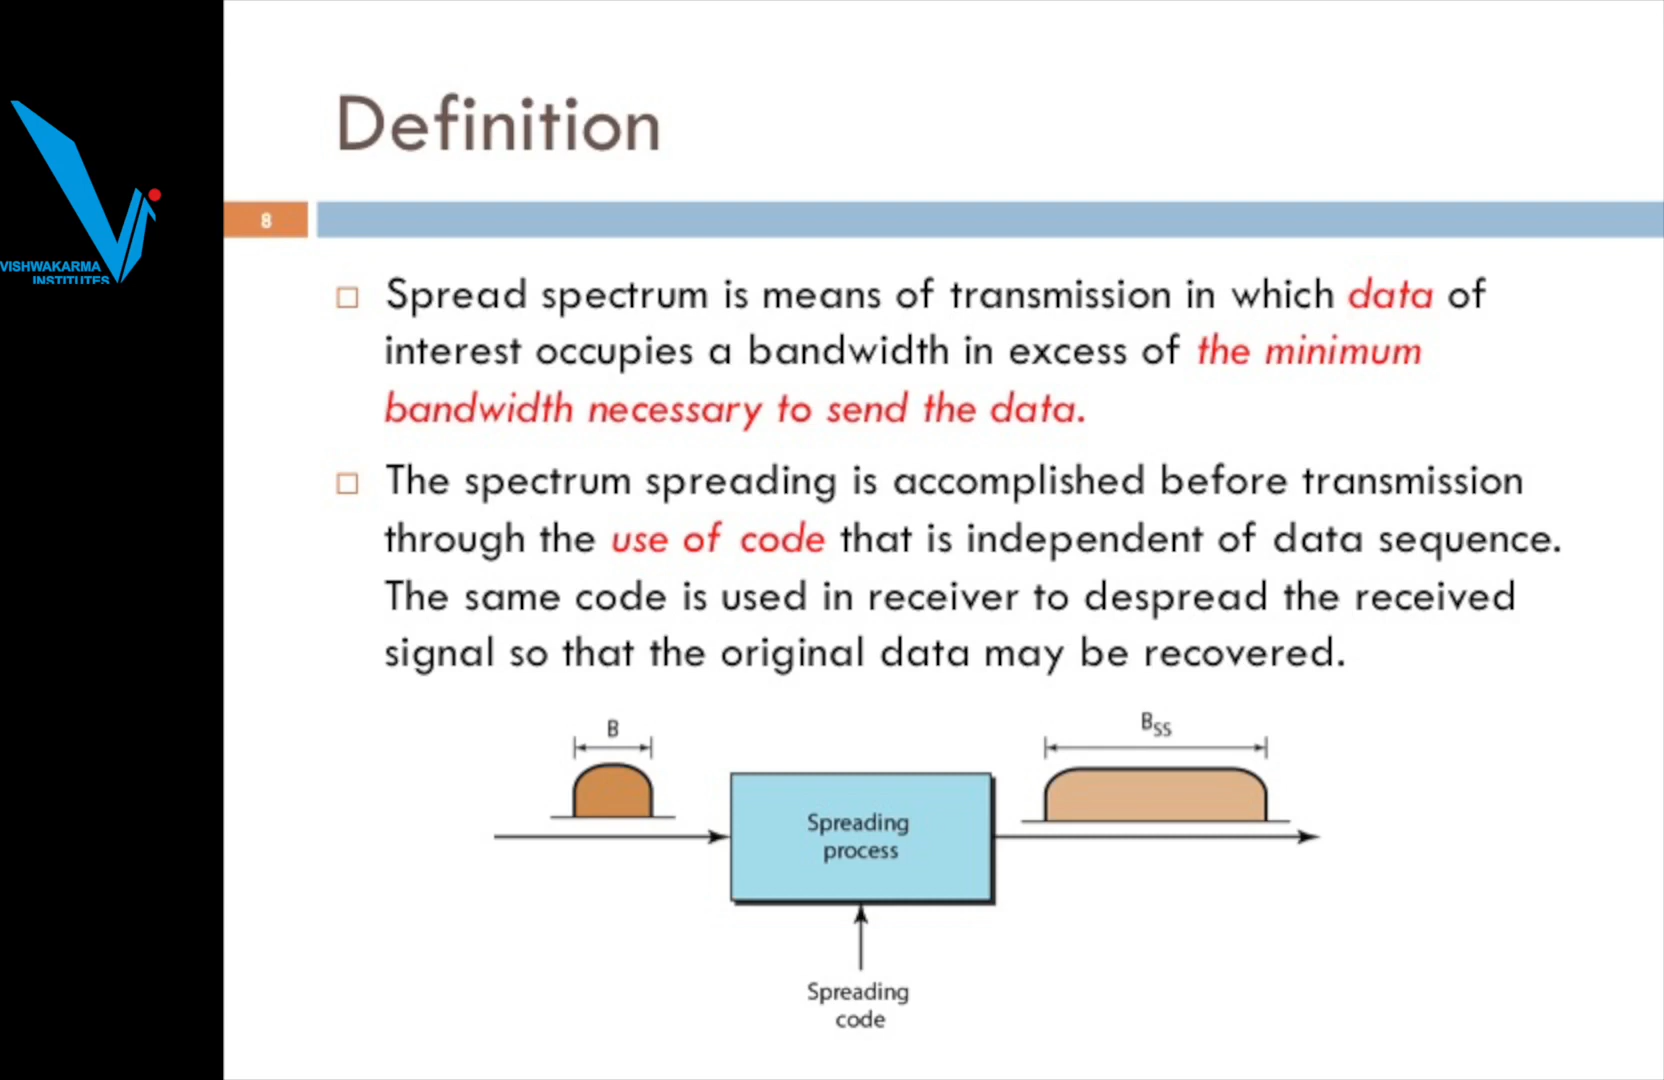 VISHWAKARMA
INSTITUTES
Definition
8
Spread spectrum is means of transmission in which data of
interest occupies a bandwidth in excess of the minimum
bandwidth necessary to send the data.
The spectrum spreading is accomplished before transmission
through the use of code that is independent of data sequence.
The same code is used in receiver to despread the received
signal so that the original data may be recovered.
B
BSS
Spreading
process
Spreading
code